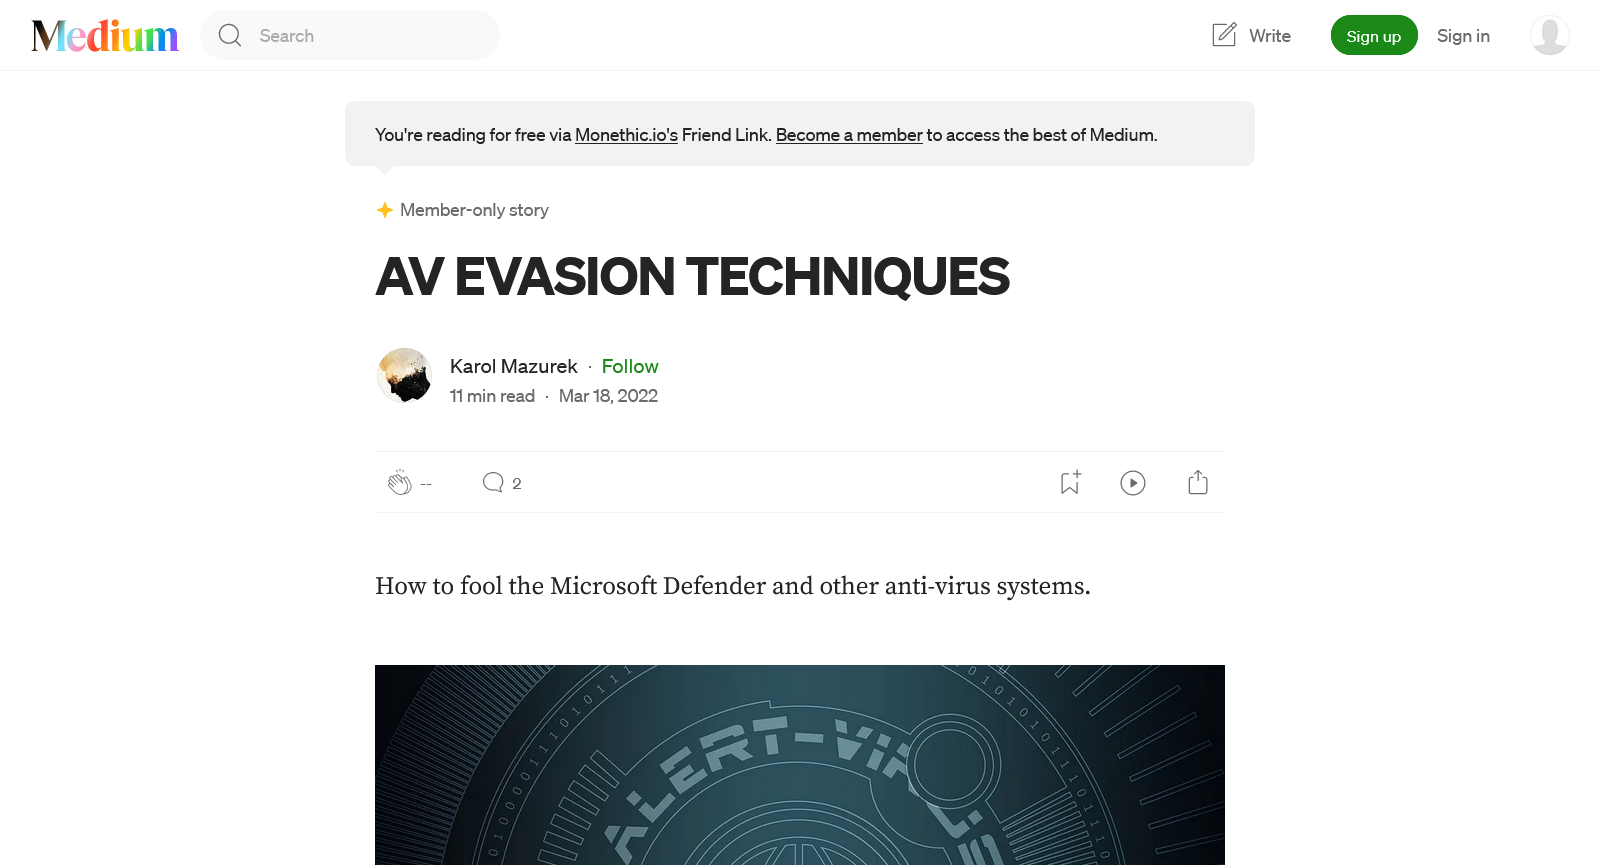 Medium
Search
Write
Sign up
Sign in
You're reading for free via Monethic.io's Friend Link. Become a member to access the best of Medium.
Member-only story
AV EVASION TECHNIQUES
Karol Mazurek · Follow
11 min read · Mar 18, 2022
--
2
How to fool the Microsoft Defender and other anti-virus systems.
ALERT-VIRUS